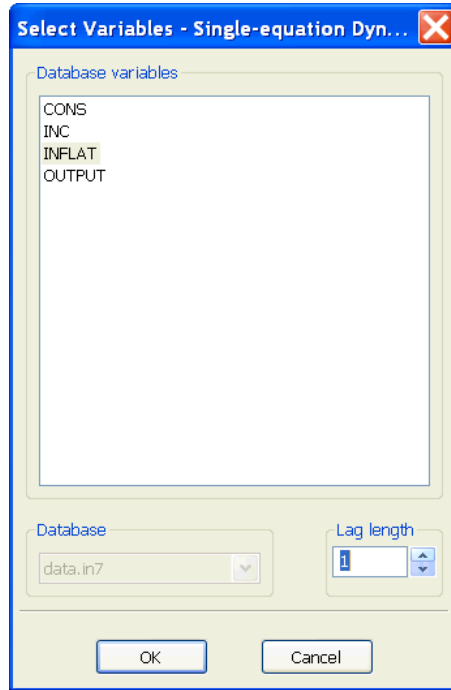 Select Variables - Single-equation Dyn...
Database variables
CONS
INC
INFLAT
OUTPUT
Database
Lag length
data.in7
1
OK
Cancel